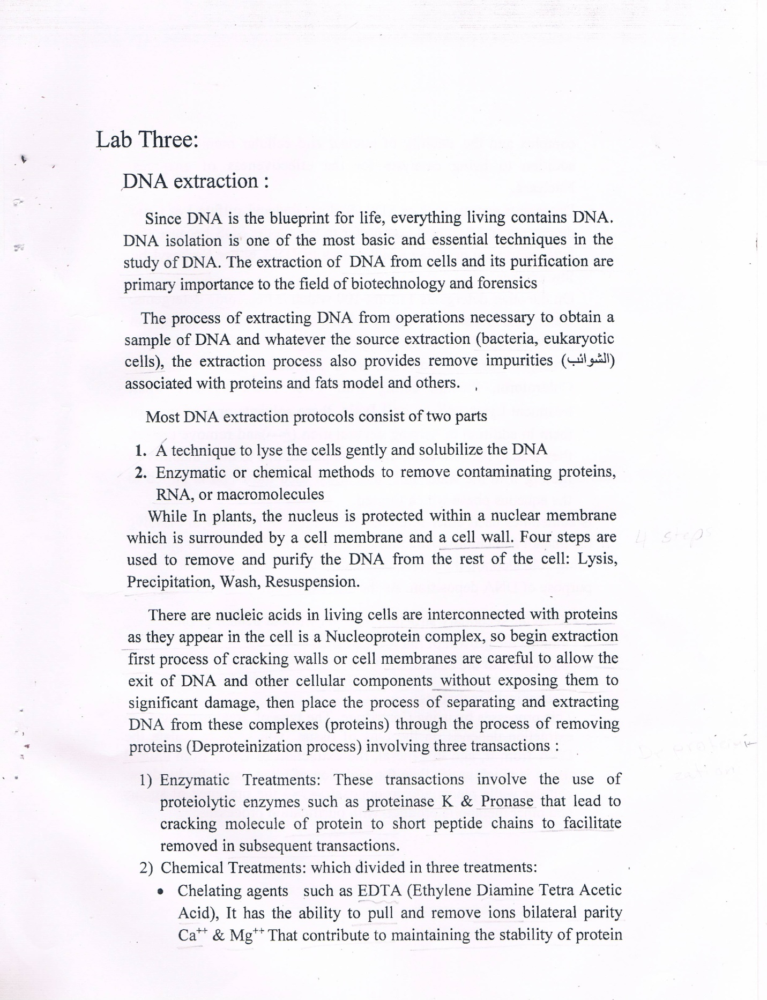 Lab Three:
DNA extraction :
Since DNA is the blueprint for life, everything living contains DNA.
DNA isolation is one of the most basic and essential techniques in the
study of DNA. The extraction of DNA from cells and its purification are
primary importance to the field of biotechnology and forensics
The process of extracting DNA from operations necessary to obtain a
sample of DNA and whatever the source extraction (bacteria, eukaryotic
cells), the extraction process also provides remove impurities (الشوائب)
associated with proteins and fats model and others.
Most DNA extraction protocols consist of two parts
1. A technique to lyse the cells gently and solubilize the DNA
2. Enzymatic or chemical methods to remove contaminating proteins,
RNA, or macromolecules
While In plants, the nucleus is protected within a nuclear membrane
which is surrounded by a cell membrane and a cell wall. Four steps are
4 steps
used to remove and purify the DNA from the rest of the cell: Lysis,
Precipitation, Wash, Resuspension.
There are nucleic acids in living cells are interconnected with proteins
as they appear in the cell is a Nucleoprotein complex, so begin extraction
first process of cracking walls or cell membranes are careful to allow the
exit of DNA and other cellular components without exposing them to
significant damage, then place the process of separating and extracting
DNA from these complexes (proteins) through the process of removing
proteins (Deproteinization process) involving three transactions :
1) Enzymatic Treatments: These transactions involve the use of
proteiolytic enzymes such as proteinase K & Pronase that lead to
cracking molecule of protein to short peptide chains to facilitate
removed in subsequent transactions.
2) Chemical Treatments: which divided in three treatments:
• Chelating agents such as EDTA (Ethylene Diamine Tetra Acetic
Acid), It has the ability to pull and remove ions bilateral parity
Ca⁺⁺ & Mg⁺⁺ That contribute to maintaining the stability of protein